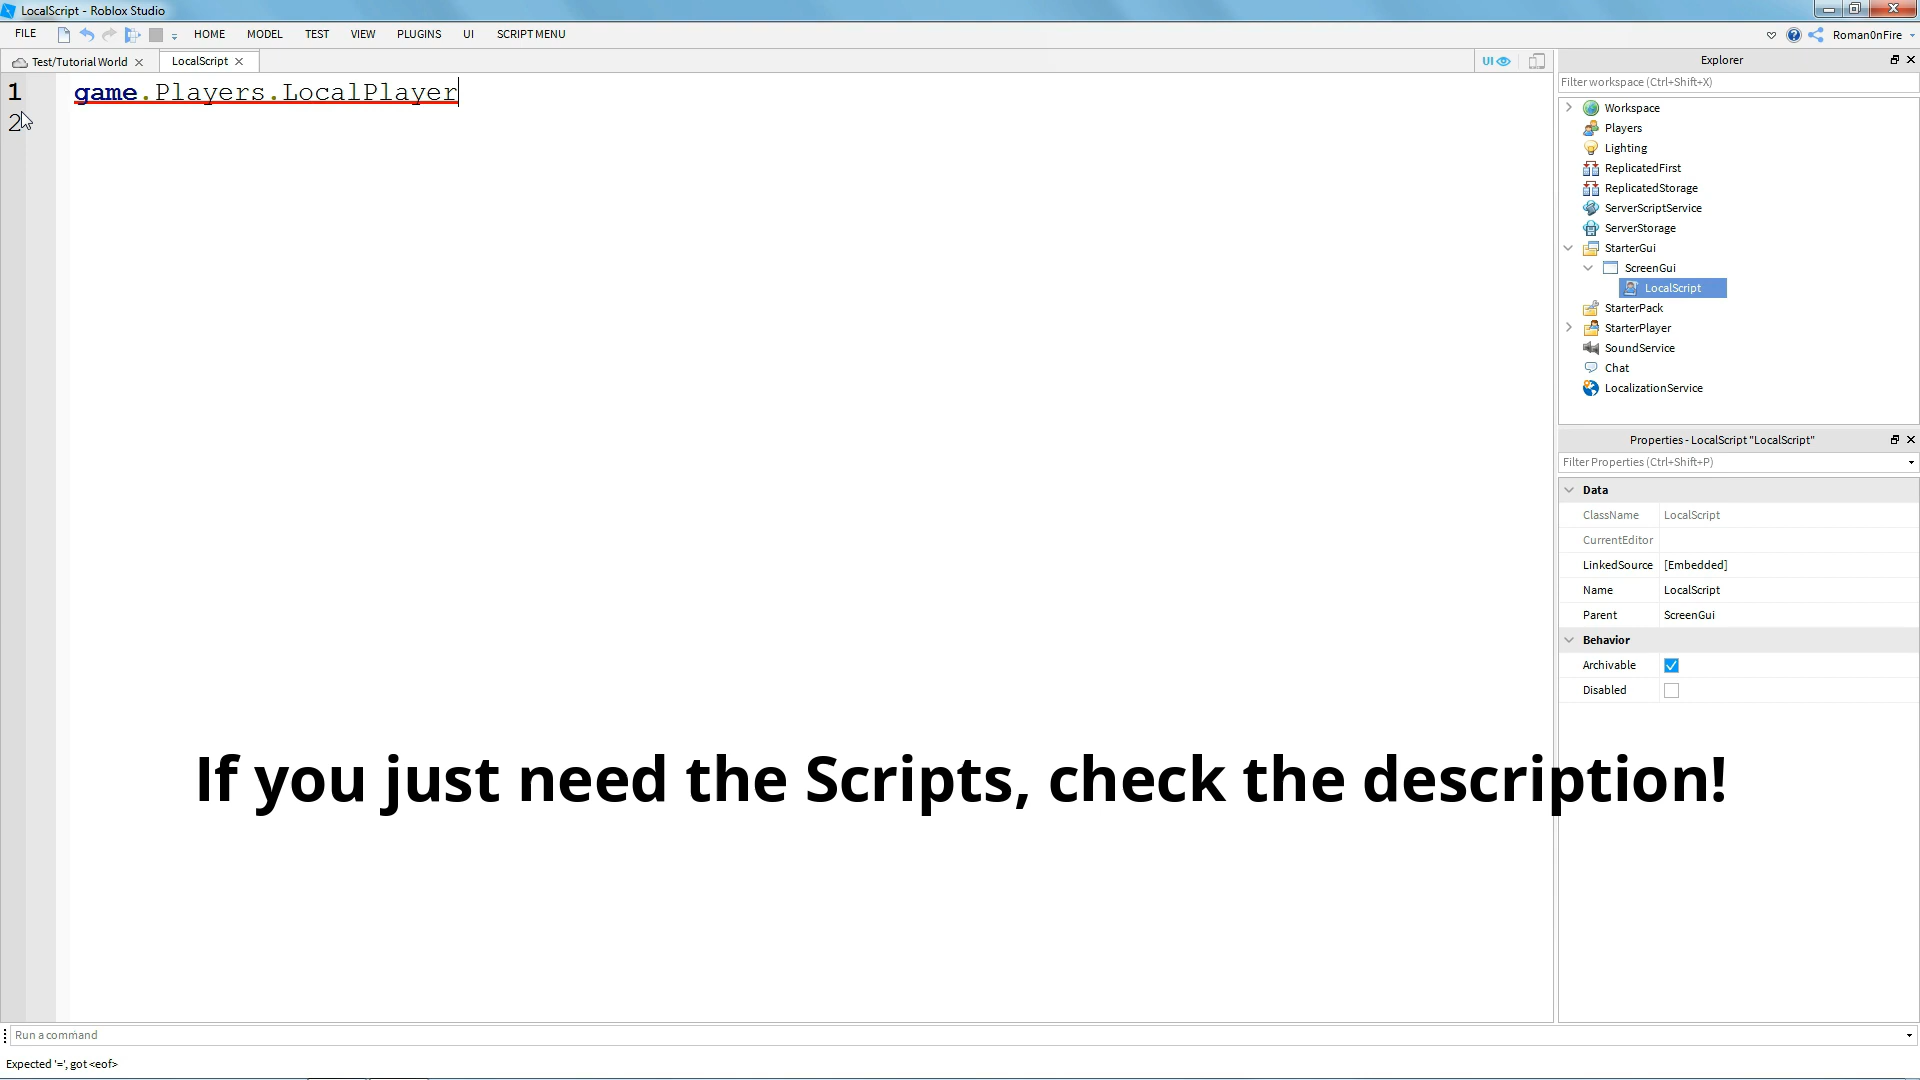 LocalScript - Roblox Studio
FILE HOME MODEL TEST VIEW PLUGINS UI SCRIPT MENU Roman0nFire
Test/Tutorial World LocalScript UI
1 game.Players.LocalPlayer
2
Explorer
Filter workspace (Ctrl+Shift+X)
Workspace
Players
Lighting
ReplicatedFirst
ReplicatedStorage
ServerScriptService
ServerStorage
StarterGui
ScreenGui
LocalScript
StarterPack
StarterPlayer
SoundService
Chat
LocalizationService
Properties - LocalScript "LocalScript"
Filter Properties (Ctrl+Shift+P)
Data
ClassName LocalScript
CurrentEditor
LinkedSource [Embedded]
Name LocalScript
Parent ScreenGui
Behavior
Archivable
Disabled
If you just need the Scripts, check the description!
Run a command
Expected '=', got <eof>